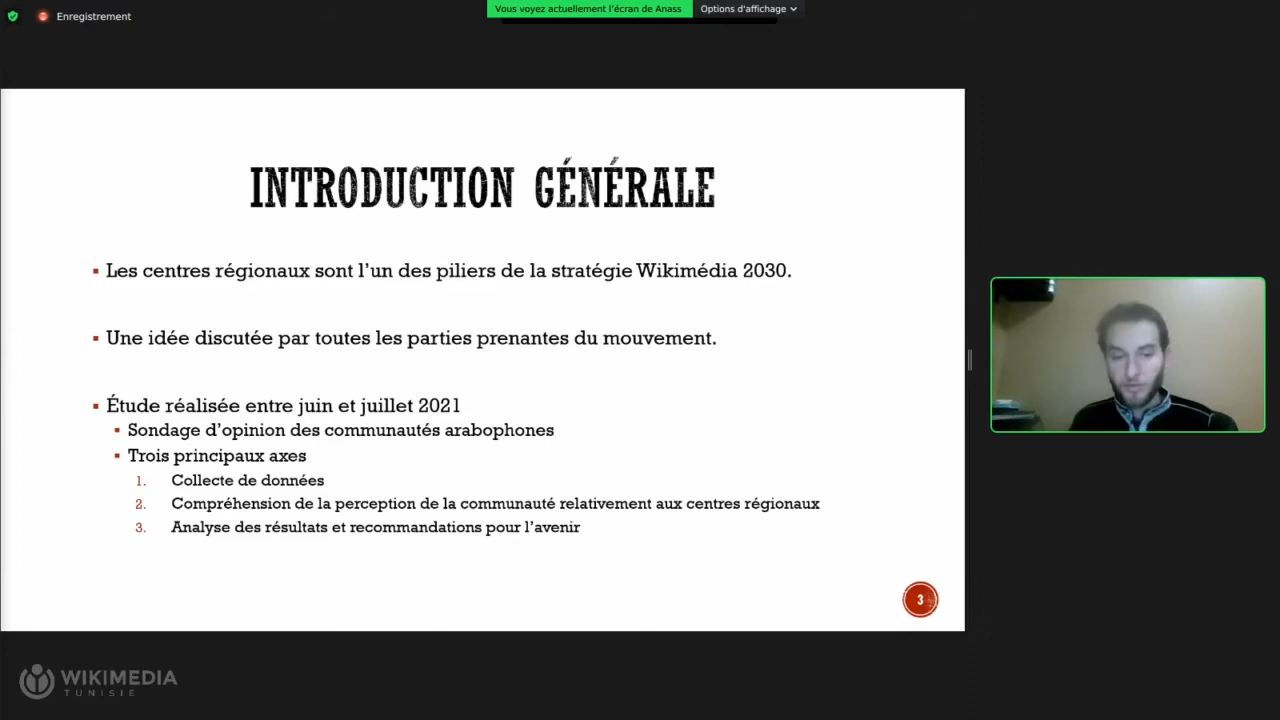 Enregistrement
Vous voyez actuellement l'écran de Anass
Options d'affichage
INTRODUCTION GÉNÉRALE
Les centres régionaux sont l'un des piliers de la stratégie Wikimédia 2030.
Une idée discutée par toutes les parties prenantes du mouvement.
Étude réalisée entre juin et juillet 2021
Sondage d'opinion des communautés arabophones
Trois principaux axes
1. Collecte de données
2. Compréhension de la perception de la communauté relativement aux centres régionaux
3. Analyse des résultats et recommandations pour l'avenir
3
WIKIMEDIA
TUNISIE